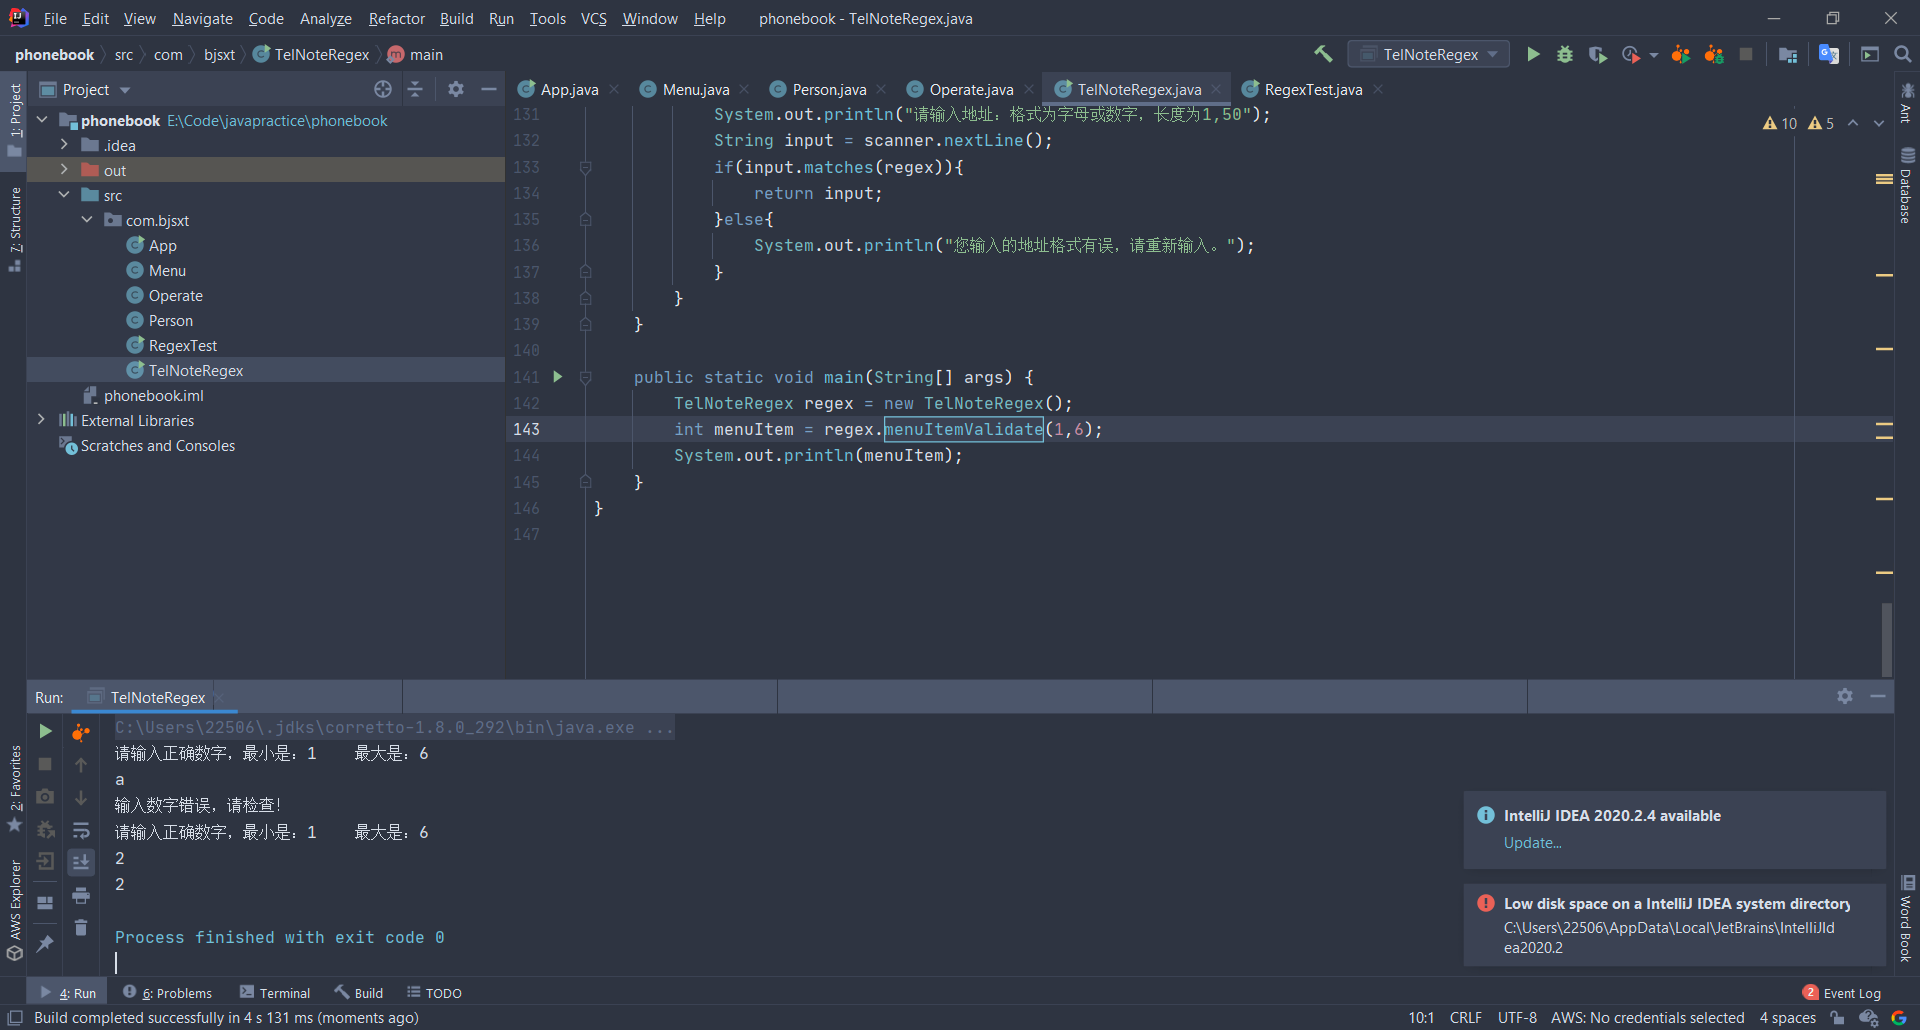 File Edit View Navigate Code Analyze Refactor Build Run Tools VCS Window Help phonebook - TelNoteRegex.java
phonebook src com bjsxt TelNoteRegex main
TelNoteRegex
1: Project
7: Structure
2: Favorites
AWS Explorer
Project
phonebook E:\Code\javapractice\phonebook
.idea
out
src
com.bjsxt
App
Menu
Operate
Person
RegexTest
TelNoteRegex
phonebook.iml
External Libraries
Scratches and Consoles
App.java Menu.java Person.java Operate.java TelNoteRegex.java RegexTest.java
10 5
131 System.out.println("请输入地址：格式为字母或数字，长度为1,50");
132 String input = scanner.nextLine();
133 if(input.matches(regex)){
134 return input;
135 }else{
136 System.out.println("您输入的地址格式有误，请重新输入。");
137 }
138 }
139 }
140
141 public static void main(String[] args) {
142 TelNoteRegex regex = new TelNoteRegex();
143 int menuItem = regex.menuItemValidate(1,6);
144 System.out.println(menuItem);
145 }
146 }
147
Ant
Database
Word Book
Run: TelNoteRegex
C:\Users\22506\.jdks\corretto-1.8.0_292\bin\java.exe ...
请输入正确数字，最小是：1 最大是：6
a
输入数字错误，请检查！
请输入正确数字，最小是：1 最大是：6
2
2
Process finished with exit code 0
IntelliJ IDEA 2020.2.4 available
Update...
Low disk space on a IntelliJ IDEA system directory
C:\Users\22506\AppData\Local\JetBrains\IntelliJId
ea2020.2
4: Run 6: Problems Terminal Build TODO 2 Event Log
Build completed successfully in 4 s 131 ms (moments ago) 10:1 CRLF UTF-8 AWS: No credentials selected 4 spaces